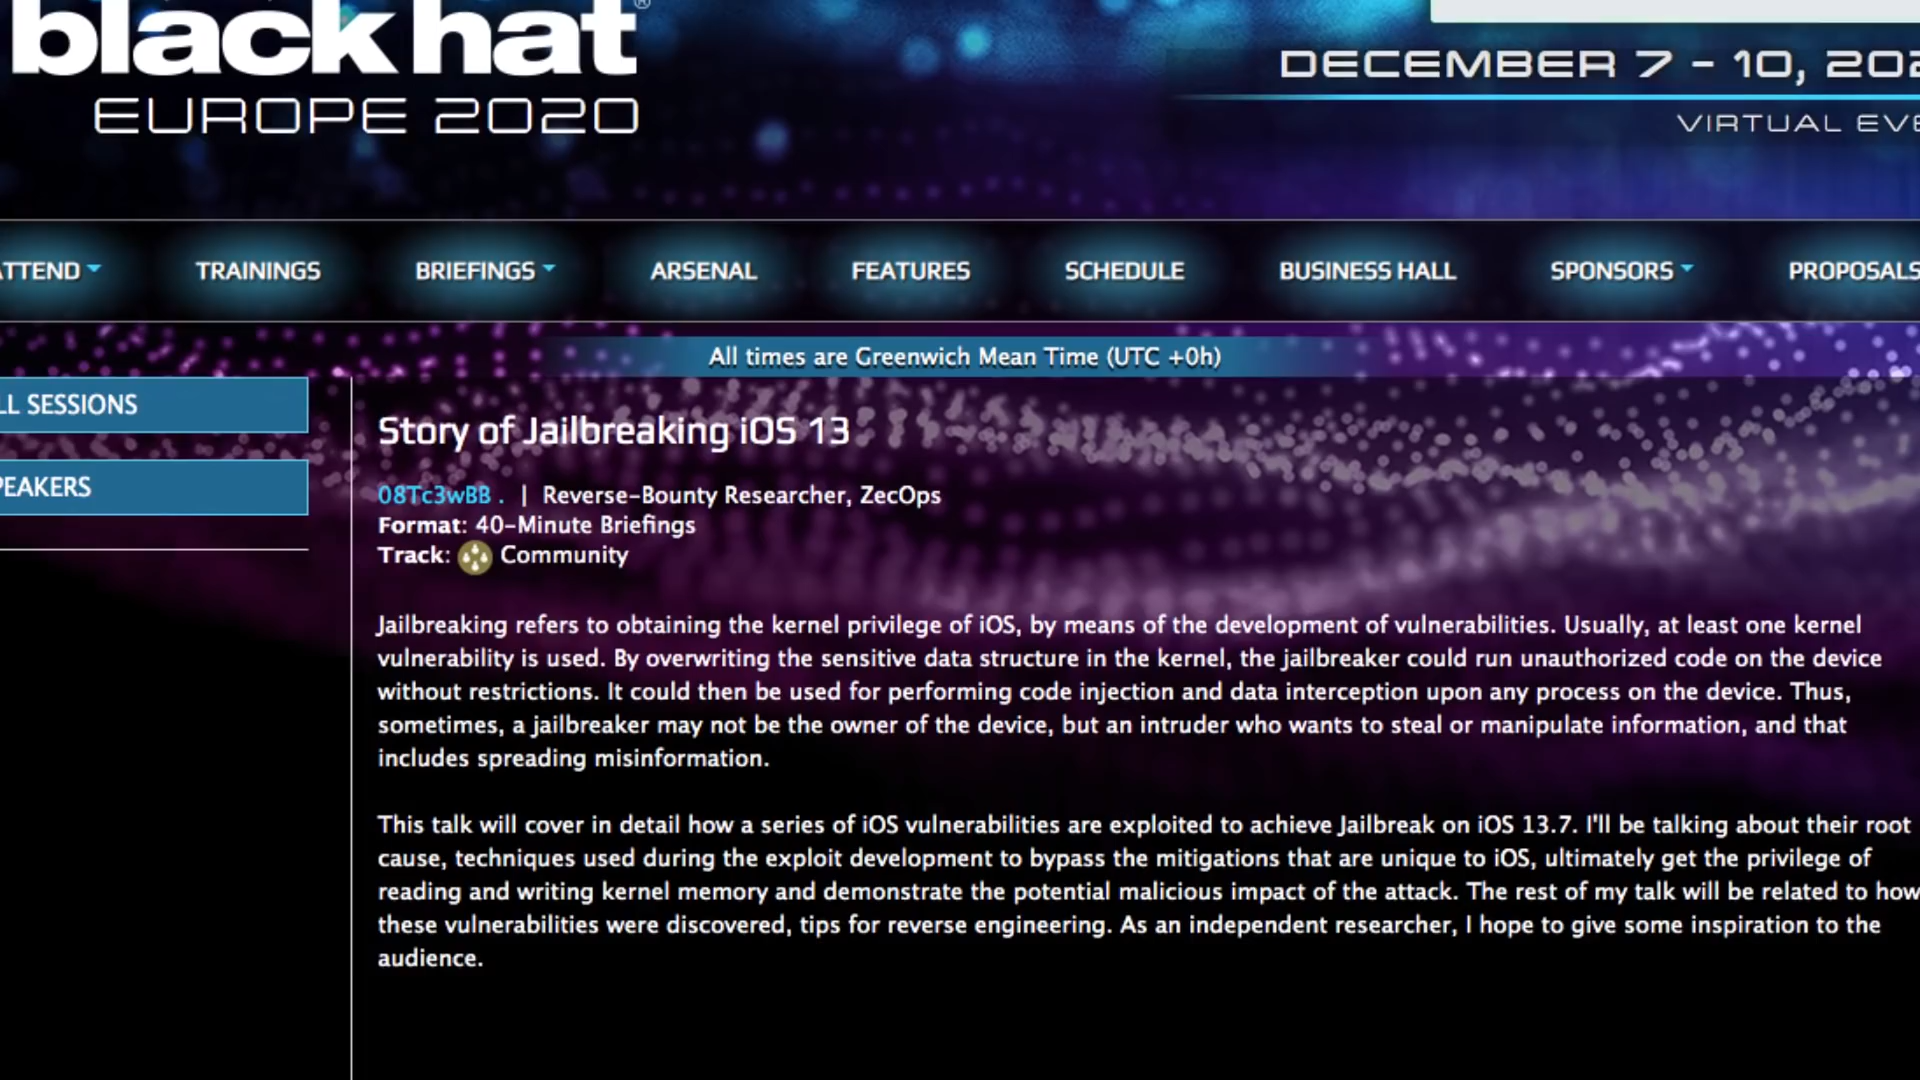 black hat®
EUROPE 2020
DECEMBER 7 - 10, 202
VIRTUAL EVE
ATTEND
TRAININGS
BRIEFINGS
ARSENAL
FEATURES
SCHEDULE
BUSINESS HALL
SPONSORS
PROPOSALS
All times are Greenwich Mean Time (UTC +0h)
LL SESSIONS
PEAKERS
Story of Jailbreaking iOS 13
08Tc3wBB . | Reverse-Bounty Researcher, ZecOps
Format: 40-Minute Briefings
Track: Community
Jailbreaking refers to obtaining the kernel privilege of iOS, by means of the development of vulnerabilities. Usually, at least one kernel
vulnerability is used. By overwriting the sensitive data structure in the kernel, the jailbreaker could run unauthorized code on the device
without restrictions. It could then be used for performing code injection and data interception upon any process on the device. Thus,
sometimes, a jailbreaker may not be the owner of the device, but an intruder who wants to steal or manipulate information, and that
includes spreading misinformation.
This talk will cover in detail how a series of iOS vulnerabilities are exploited to achieve Jailbreak on iOS 13.7. I'll be talking about their root
cause, techniques used during the exploit development to bypass the mitigations that are unique to iOS, ultimately get the privilege of
reading and writing kernel memory and demonstrate the potential malicious impact of the attack. The rest of my talk will be related to how
these vulnerabilities were discovered, tips for reverse engineering. As an independent researcher, I hope to give some inspiration to the
audience.